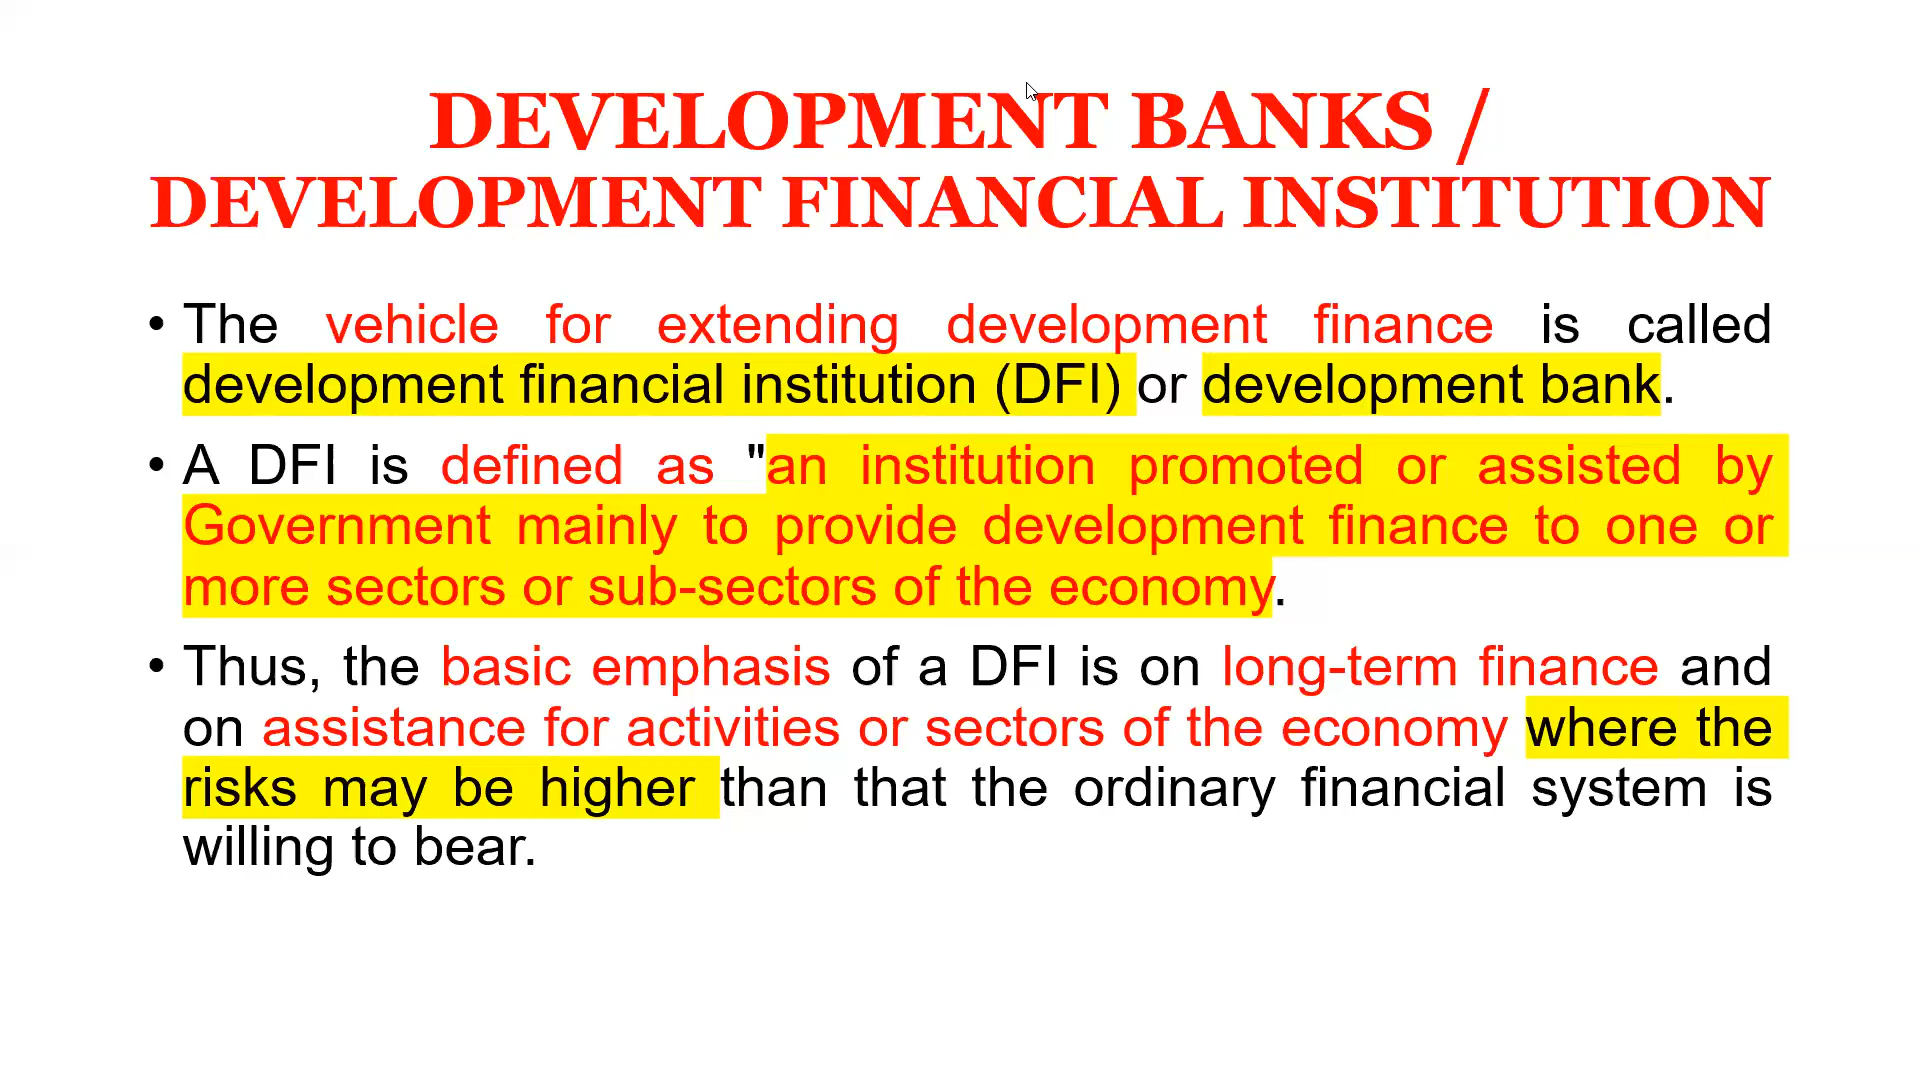 DEVELOPMENT BANKS /
DEVELOPMENT FINANCIAL INSTITUTION
• The vehicle for extending development finance is called
development financial institution (DFI) or development bank.
• A DFI is defined as "an institution promoted or assisted by
Government mainly to provide development finance to one or
more sectors or sub-sectors of the economy.
• Thus, the basic emphasis of a DFI is on long-term finance and
on assistance for activities or sectors of the economy where the
risks may be higher than that the ordinary financial system is
willing to bear.